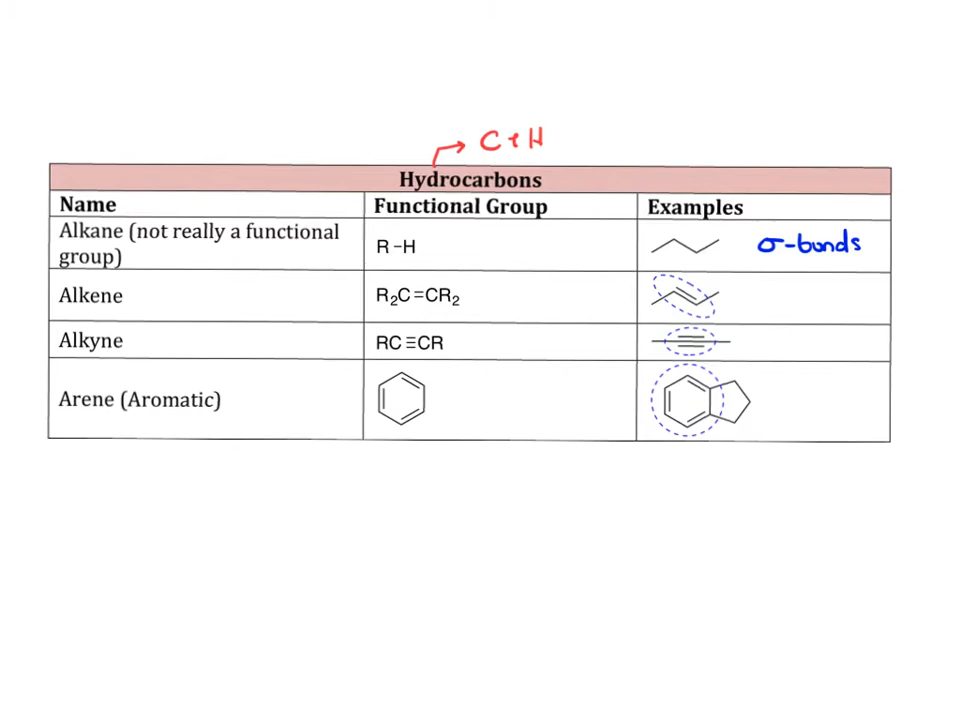 C + H
Hydrocarbons
Name Functional Group Examples
Alkane (not really a functional
group)
R-H
σ-bonds
Alkene R₂C=CR₂
Alkyne RC≡CR
Arene (Aromatic)